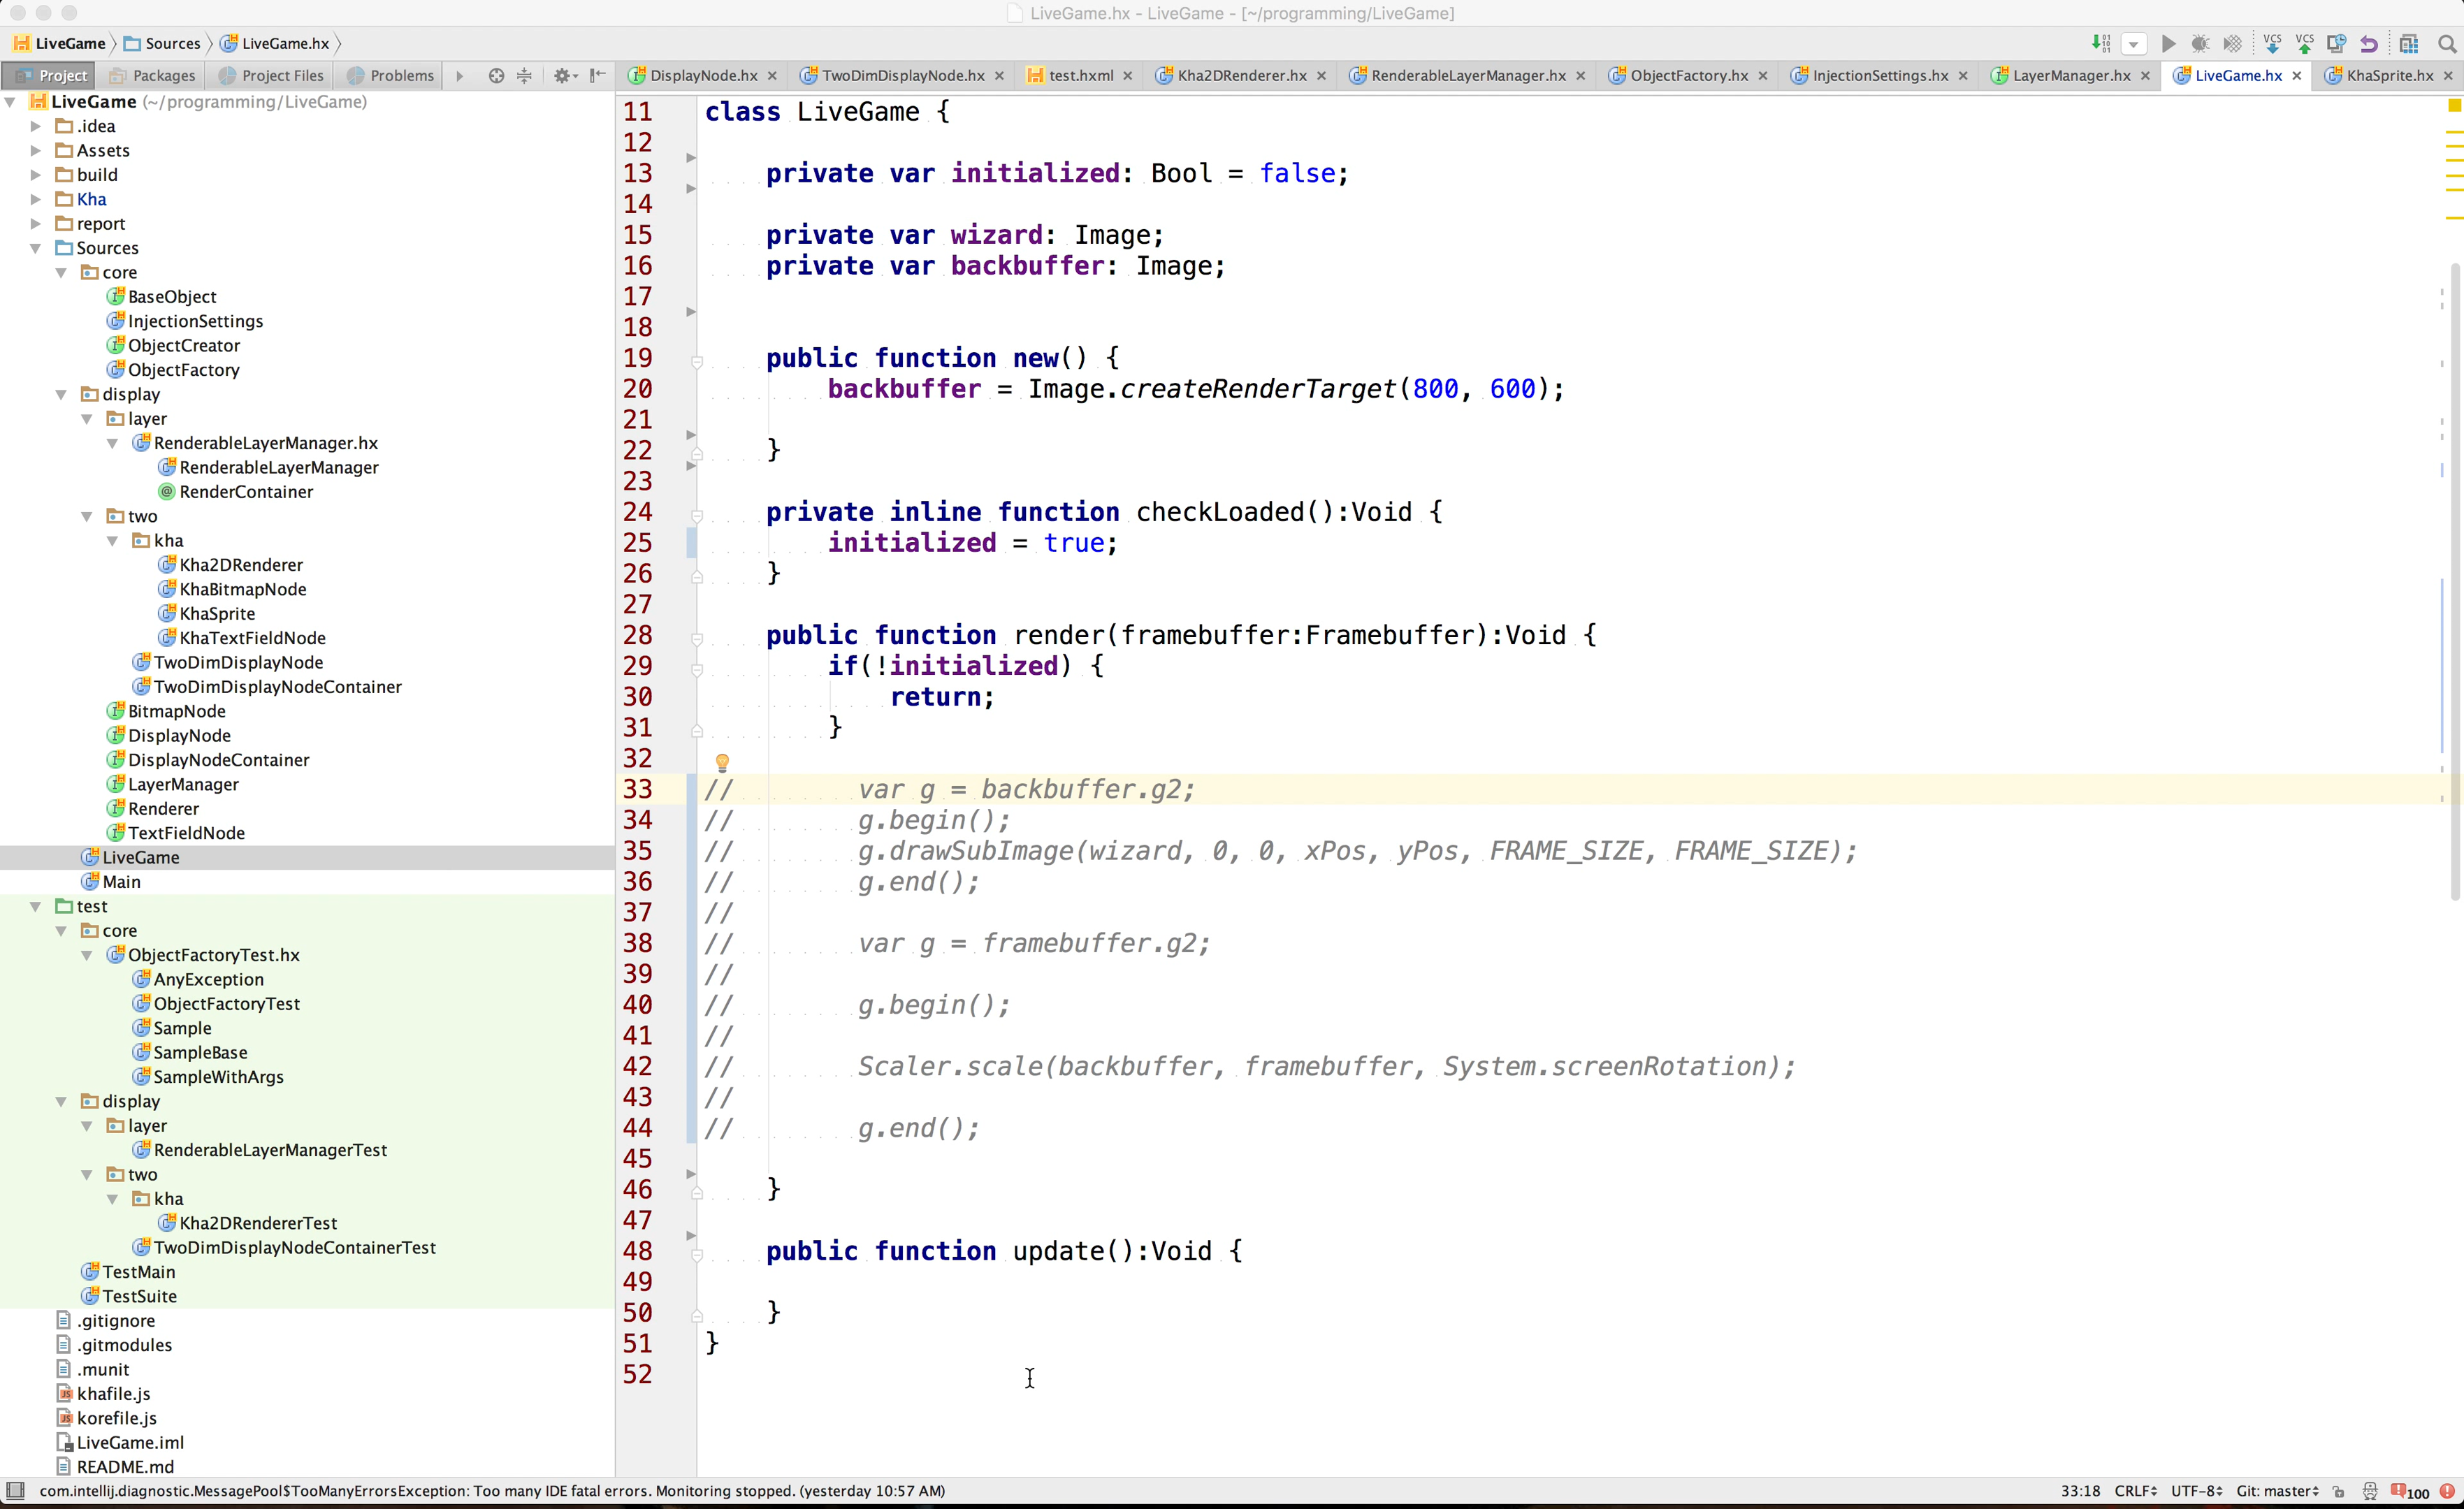 LiveGame.hx - LiveGame - [~/programming/LiveGame]
LiveGame Sources LiveGame.hx
Project Packages Project Files Problems
DisplayNode.hx TwoDimDisplayNode.hx test.hxml Kha2DRenderer.hx RenderableLayerManager.hx ObjectFactory.hx InjectionSettings.hx LayerManager.hx LiveGame.hx KhaSprite.hx
LiveGame (~/programming/LiveGame)
.idea
Assets
build
Kha
report
Sources
core
BaseObject
InjectionSettings
ObjectCreator
ObjectFactory
display
layer
RenderableLayerManager.hx
RenderableLayerManager
RenderContainer
two
kha
Kha2DRenderer
KhaBitmapNode
KhaSprite
KhaTextFieldNode
TwoDimDisplayNode
TwoDimDisplayNodeContainer
BitmapNode
DisplayNode
DisplayNodeContainer
LayerManager
Renderer
TextFieldNode
LiveGame
Main
test
core
ObjectFactoryTest.hx
AnyException
ObjectFactoryTest
Sample
SampleBase
SampleWithArgs
display
layer
RenderableLayerManagerTest
two
kha
Kha2DRendererTest
TwoDimDisplayNodeContainerTest
TestMain
TestSuite
.gitignore
.gitmodules
.munit
khafile.js
korefile.js
LiveGame.iml
README.md
11 class LiveGame {
12
13 private var initialized: Bool = false;
14
15 private var wizard: Image;
16 private var backbuffer: Image;
17
18
19 public function new() {
20 backbuffer = Image.createRenderTarget(800, 600);
21
22 }
23
24 private inline function checkLoaded():Void {
25 initialized = true;
26 }
27
28 public function render(framebuffer:Framebuffer):Void {
29 if(!initialized) {
30 return;
31 }
32
33 // var g = backbuffer.g2;
34 // g.begin();
35 // g.drawSubImage(wizard, 0, 0, xPos, yPos, FRAME_SIZE, FRAME_SIZE);
36 // g.end();
37 //
38 // var g = framebuffer.g2;
39 //
40 // g.begin();
41 //
42 // Scaler.scale(backbuffer, framebuffer, System.screenRotation);
43 //
44 // g.end();
45
46 }
47
48 public function update():Void {
49
50 }
51 }
52
com.intellij.diagnostic.MessagePool$TooManyErrorsException: Too many IDE fatal errors. Monitoring stopped. (yesterday 10:57 AM) 33:18 CRLF UTF-8 Git: master 100